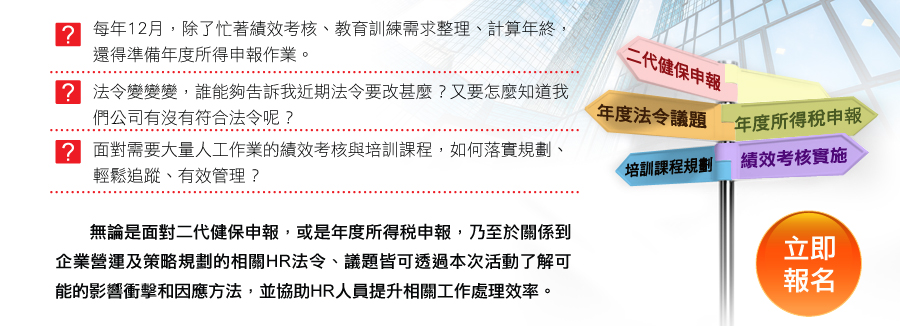 ? 每年12月，除了忙著績效考核、教育訓練需求整理、計算年終，
還得準備年度所得申報作業。
? 法令變變變，誰能夠告訴我近期法令要改甚麼？又要怎麼知道我
們公司有沒有符合法令呢？
? 面對需要大量人工作業的績效考核與培訓課程，如何落實規劃、
輕鬆追蹤、有效管理？
無論是面對二代健保申報，或是年度所得税申報，乃至於關係到
企業營運及策略規劃的相關HR法令、議題皆可透過本次活動了解可
能的影響衝擊和因應方法，並協助HR人員提升相關工作處理效率。
二代健保申報
年度法令議題
年度所得稅申報
培訓課程規劃
績效考核實施
立即
報名